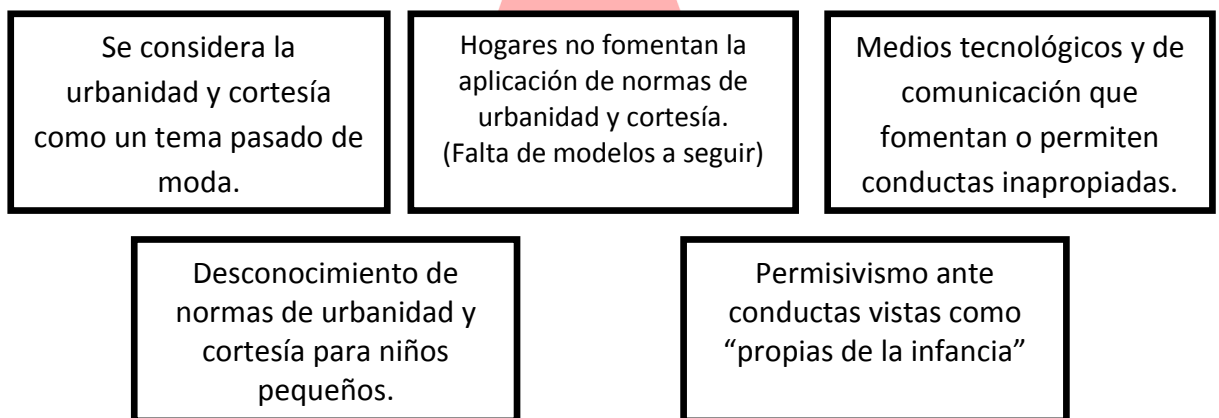 Se considera la
urbanidad y cortesía
como un tema pasado de
moda.
Hogares no fomentan la
aplicación de normas de
urbanidad y cortesía.
(Falta de modelos a seguir)
Medios tecnológicos y de
comunicación que
fomentan o permiten
conductas inapropiadas.
Desconocimiento de
normas de urbanidad y
cortesía para niños
pequeños.
Permisivismo ante
conductas vistas como
“propias de la infancia”